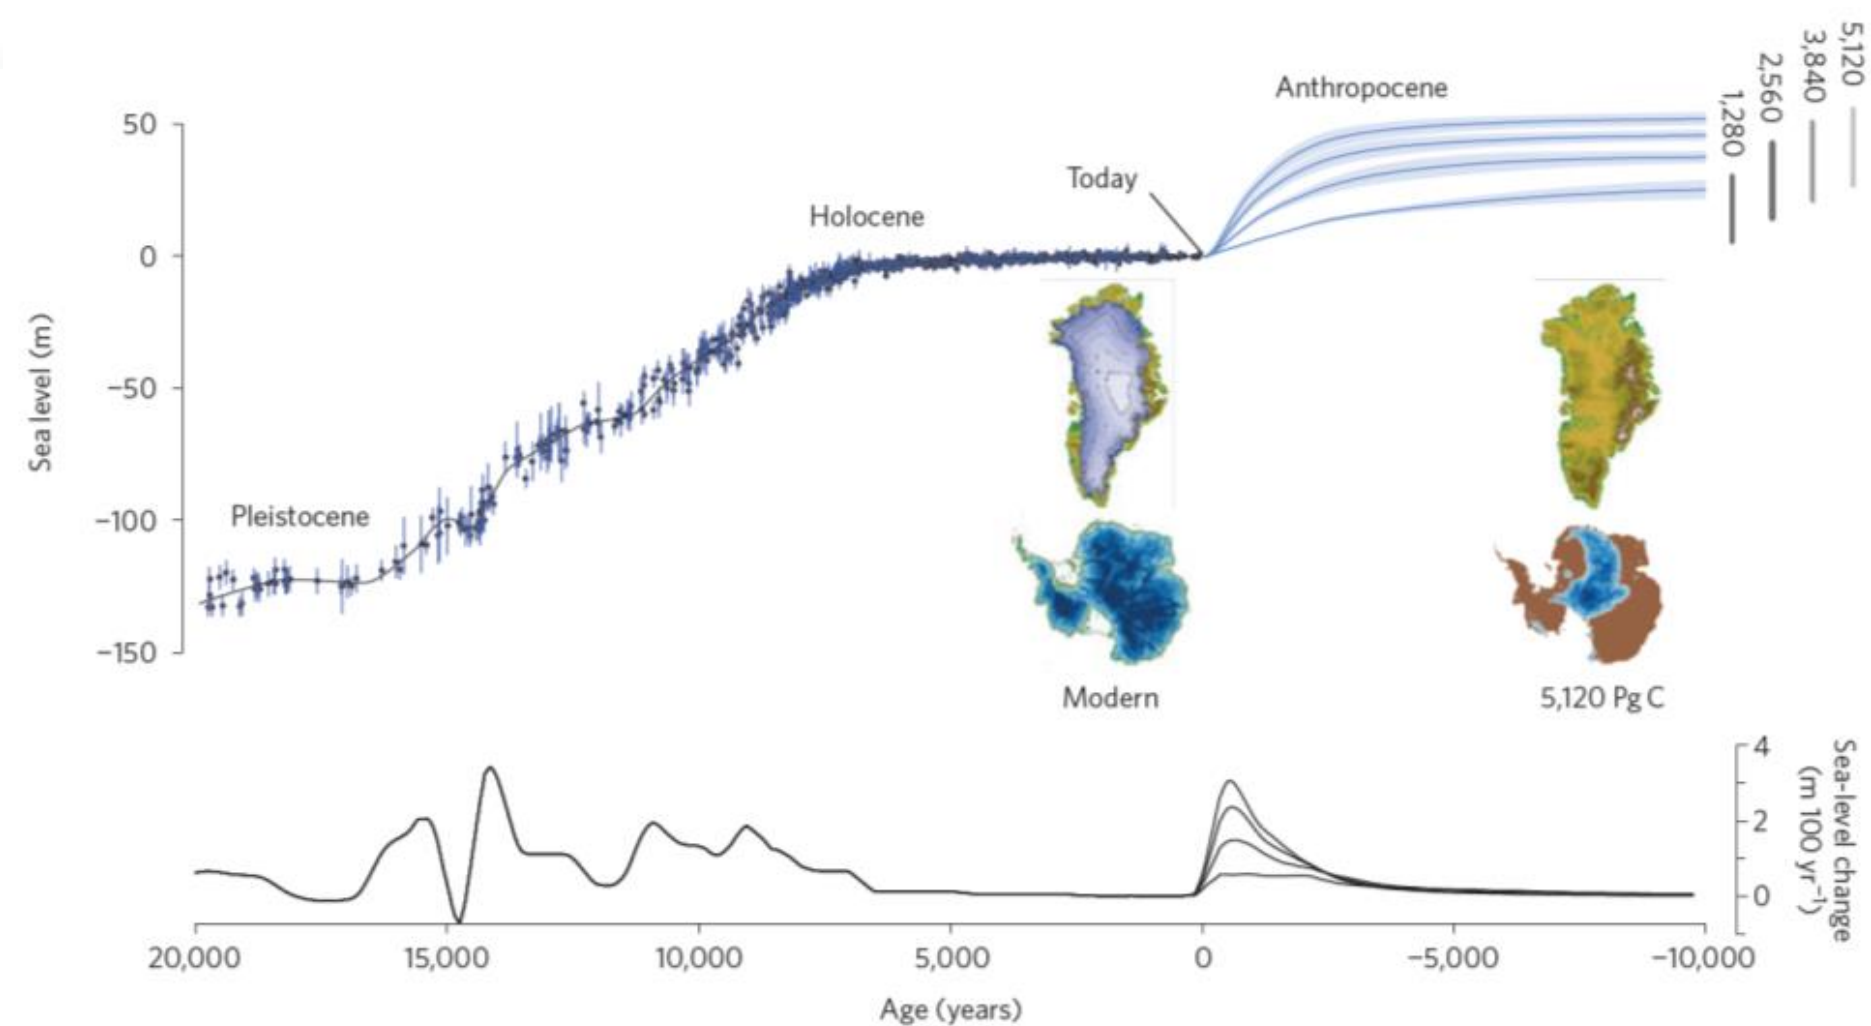 5,120
3,840
2,560
1,280
Anthropocene
50
Today
Holocene
0
Sea level (m)
−50
Pleistocene
−100
−150
Modern
5,120 Pg C
4
2
0
Sea-level change
(m 100 yr⁻¹)
20,000 15,000 10,000 5,000 0 −5,000 −10,000
Age (years)